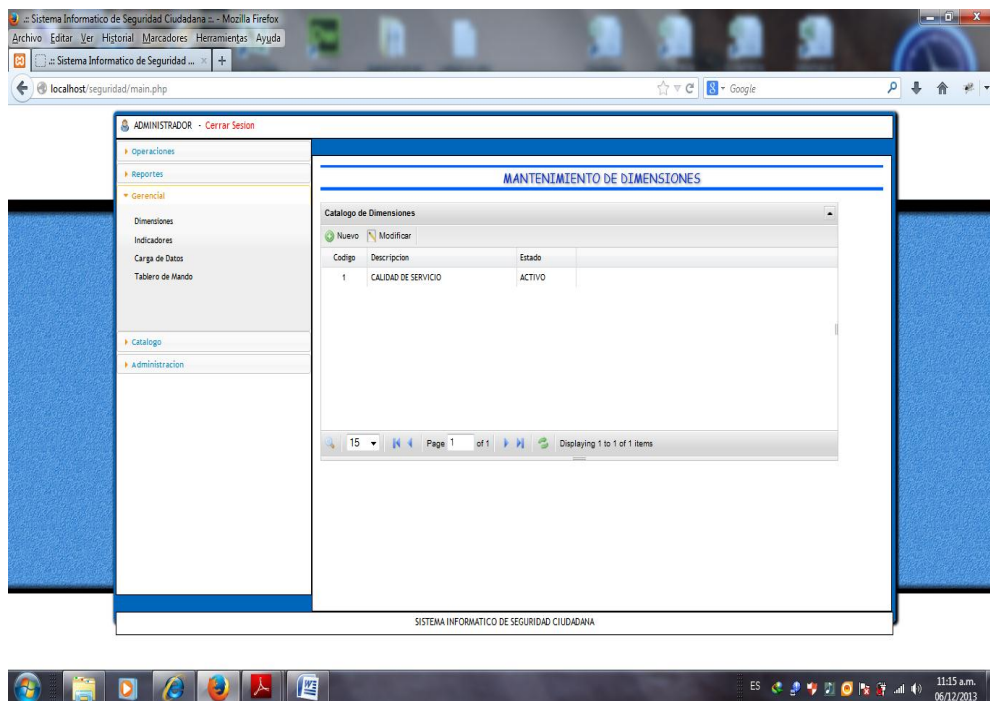 .:: Sistema Informatico de Seguridad Ciudadana ::. - Mozilla Firefox
Archivo Editar Ver Historial Marcadores Herramientas Ayuda
.:: Sistema Informatico de Seguridad ... × +
localhost/seguridad/main.php
Google
ADMINISTRADOR - Cerrar Sesion
Operaciones
Reportes
Gerencial
Dimensiones
Indicadores
Carga de Datos
Tablero de Mando
Catalogo
Administracion
MANTENIMIENTO DE DIMENSIONES
Catalogo de Dimensiones
Nuevo Modificar
Codigo Descripcion Estado
1 CALIDAD DE SERVICIO ACTIVO
15 Page 1 of 1 Displaying 1 to 1 of 1 items
SISTEMA INFORMATICO DE SEGURIDAD CIUDADANA
ES 11:15 a.m.
06/12/2013